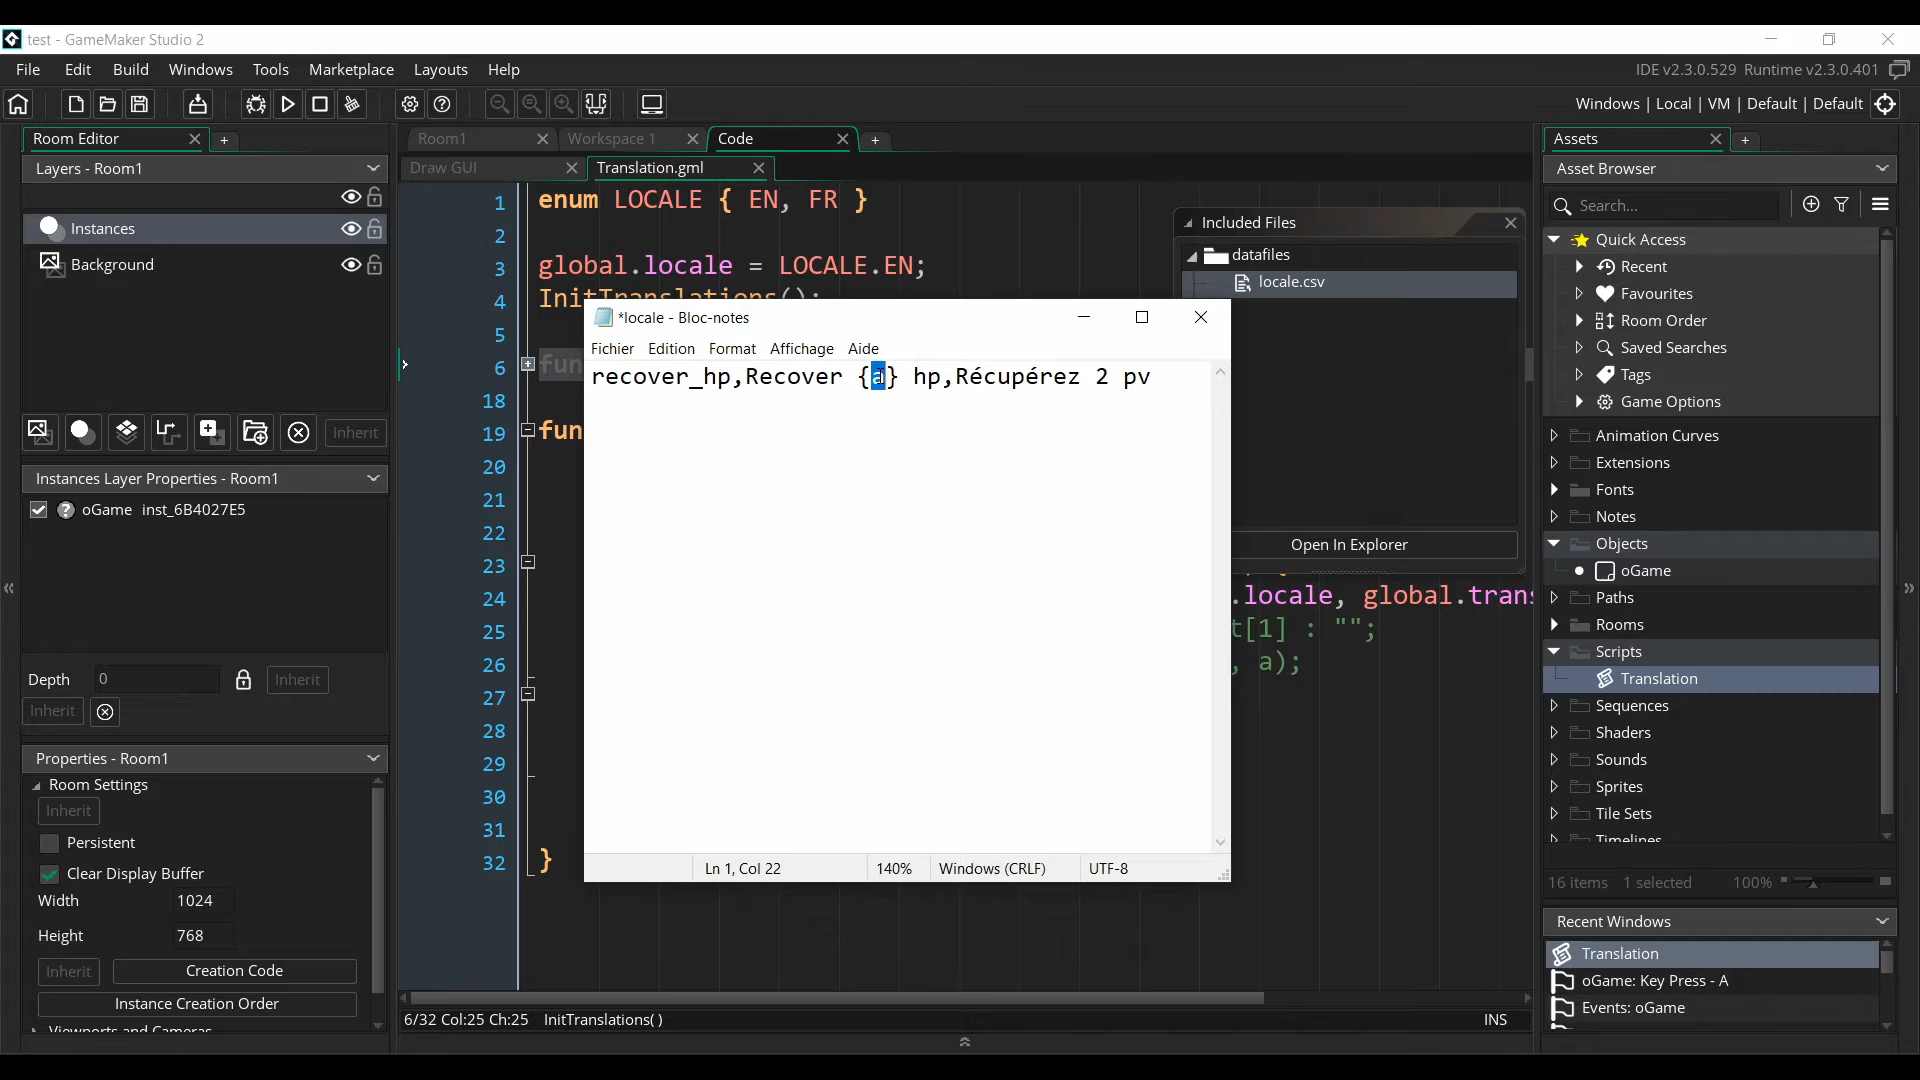 test - GameMaker Studio 2
File Edit Build Windows Tools Marketplace Layouts Help
IDE v2.3.0.529 Runtime v2.3.0.401
Windows | Local | VM | Default | Default
Room Editor
Layers - Room1
Instances
Background
Inherit
Instances Layer Properties - Room1
oGame inst_6B4027E5
Depth 0 Inherit
Inherit
Properties - Room1
Room Settings
Inherit
Persistent
Clear Display Buffer
Width 1024
Height 768
Inherit Creation Code
Instance Creation Order
Viewports and Cameras
Room1 Workspace 1 Code
Draw GUI Translation.gml
1 enum LOCALE { EN, FR }
2
3 global.locale = LOCALE.EN;
4 InitTranslations();
5
6 fun
18
19 fun
20
21
22
23
24 .locale, global.trans
25 t[1] : "";
26 , a);
27
28
29
30
31
32 }
6/32 Col:25 Ch:25 InitTranslations() INS
Included Files
datafiles
locale.csv
Open In Explorer
*locale - Bloc-notes
Fichier Edition Format Affichage Aide
recover_hp,Recover {a} hp,Récupérez 2 pv
Ln 1, Col 22 140% Windows (CRLF) UTF-8
Assets
Asset Browser
Search...
Quick Access
Recent
Favourites
Room Order
Saved Searches
Tags
Game Options
Animation Curves
Extensions
Fonts
Notes
Objects
oGame
Paths
Rooms
Scripts
Translation
Sequences
Shaders
Sounds
Sprites
Tile Sets
Timelines
16 items 1 selected 100%
Recent Windows
Translation
oGame: Key Press - A
Events: oGame